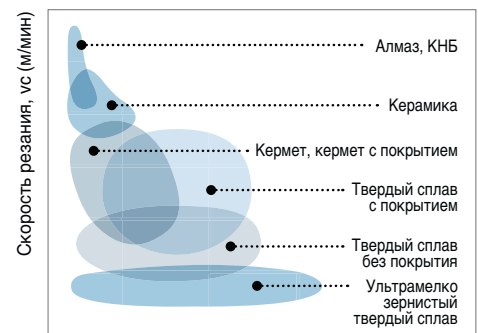 Скорость резания, vc (м/мин)
Алмаз, КНБ
Керамика
Кермет, кермет с покрытием
Твердый сплав
с покрытием
Твердый сплав
без покрытия
Ультрамелко
зернистый
твердый сплав